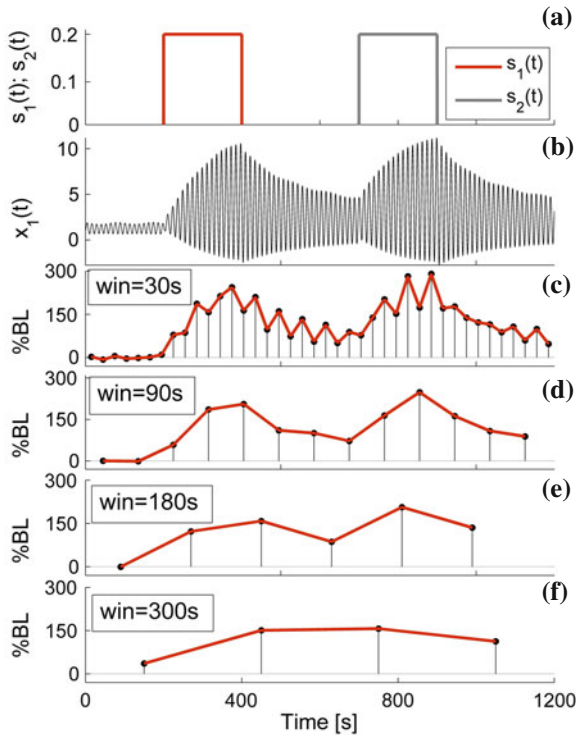 (a)
s₁(t); s₂(t)
0.2
0.1
0
s₁(t)
s₂(t)
(b)
x₁(t)
10
5
0
(c)
%BL
300
150
0
win=30s
(d)
%BL
300
150
0
win=90s
(e)
%BL
300
150
0
win=180s
(f)
%BL
300
150
0
win=300s
0 400 800 1200
Time [s]